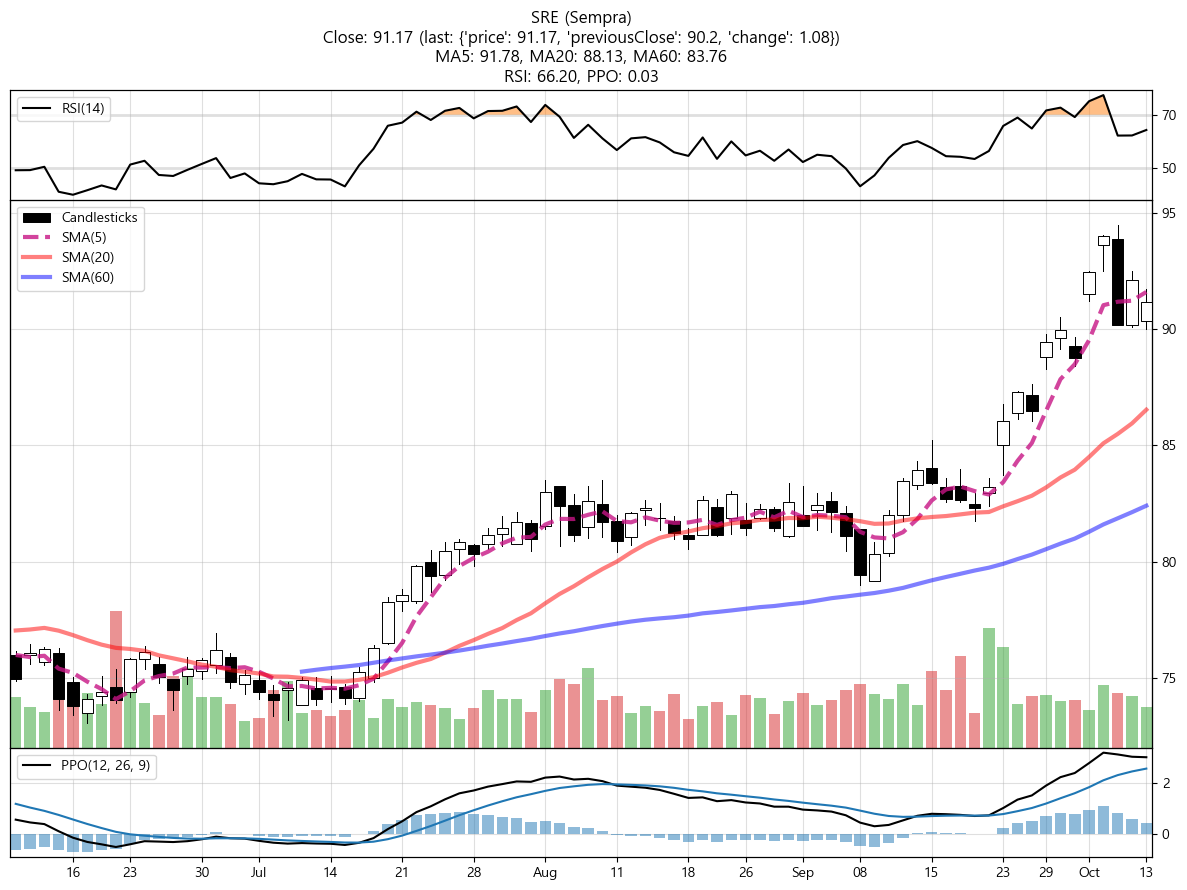 SRE (Sempra)
Close: 91.17 (last: {'price': 91.17, 'previousClose': 90.2, 'change': 1.08})
MA5: 91.78, MA20: 88.13, MA60: 83.76
RSI: 66.20, PPO: 0.03
RSI(14)
70
50
Candlesticks
SMA(5)
SMA(20)
SMA(60)
95
90
85
80
75
PPO(12, 26, 9)
2
0
16 23 30 Jul 14 21 28 Aug 11 18 26 Sep 08 15 23 29 Oct 13